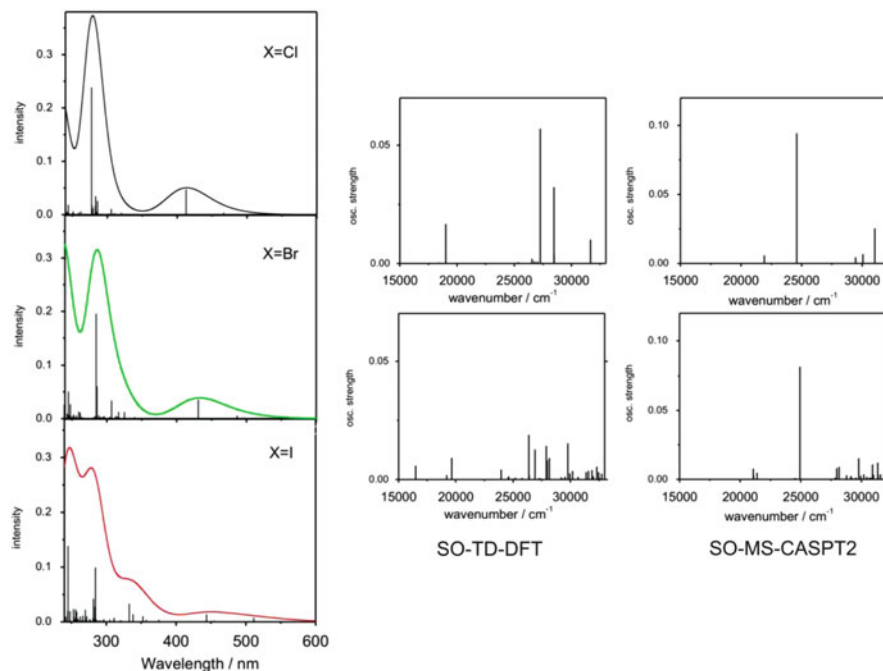 X=Cl
intensity
0.3
0.2
0.1
0.0
X=Br
intensity
0.3
0.2
0.1
0.0
X=I
intensity
0.3
0.2
0.1
0.0
300 400 500 600
Wavelength / nm
osc. strength
0.05
0.00
15000 20000 25000 30000
wavenumber / cm-1
osc. strength
0.05
0.00
15000 20000 25000 30000
wavenumber / cm-1
SO-TD-DFT
osc. strength
0.10
0.05
0.00
15000 20000 25000 30000
wavenumber / cm-1
osc. strength
0.10
0.05
0.00
15000 20000 25000 30000
wavenumber / cm-1
SO-MS-CASPT2